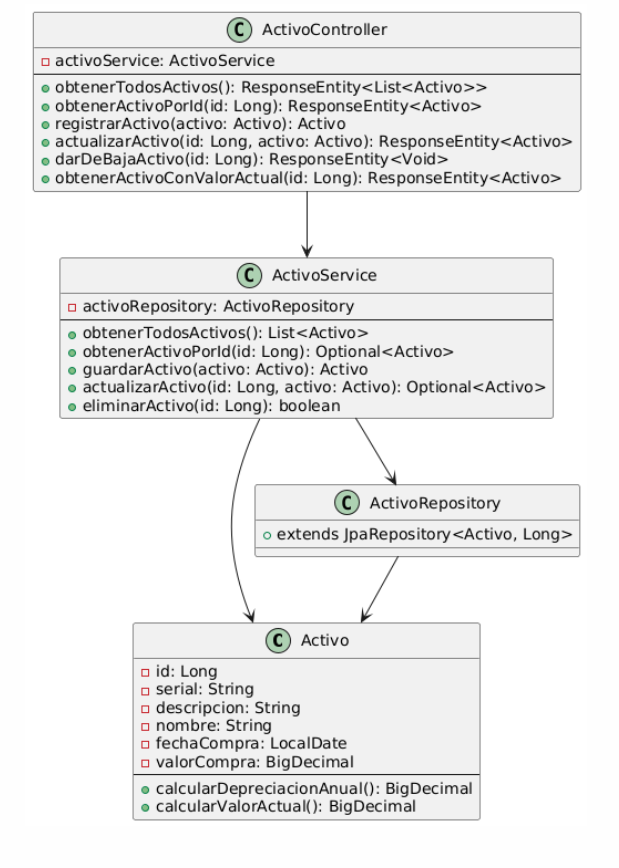 C ActivoController
activoService: ActivoService
obtenerTodosActivos(): ResponseEntity<List<Activo>>
obtenerActivoPorId(id: Long): ResponseEntity<Activo>
registrarActivo(activo: Activo): Activo
actualizarActivo(id: Long, activo: Activo): ResponseEntity<Activo>
darDeBajaActivo(id: Long): ResponseEntity<Void>
obtenerActivoConValorActual(id: Long): ResponseEntity<Activo>
C ActivoService
activoRepository: ActivoRepository
obtenerTodosActivos(): List<Activo>
obtenerActivoPorId(id: Long): Optional<Activo>
guardarActivo(activo: Activo): Activo
actualizarActivo(id: Long, activo: Activo): Optional<Activo>
eliminarActivo(id: Long): boolean
C ActivoRepository
extends JpaRepository<Activo, Long>
C Activo
id: Long
serial: String
descripcion: String
nombre: String
fechaCompra: LocalDate
valorCompra: BigDecimal
calcularDepreciacionAnual(): BigDecimal
calcularValorActual(): BigDecimal